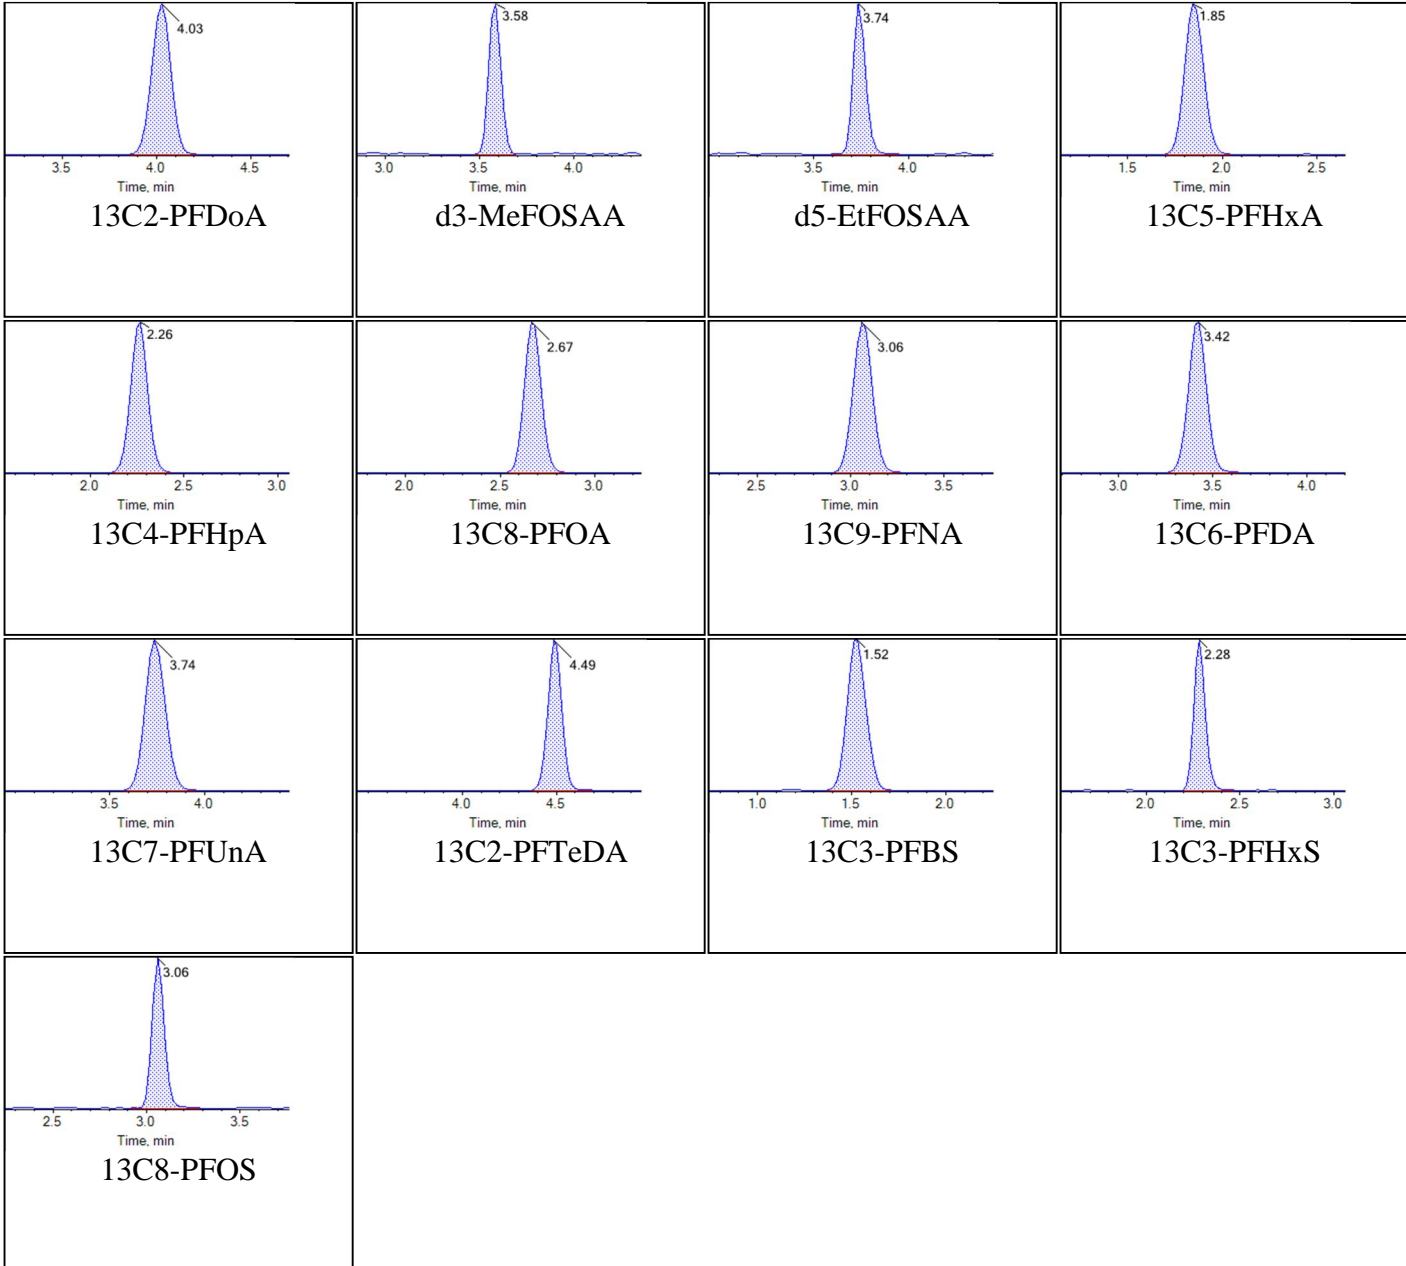 4.03
3.5 4.0 4.5
Time, min
13C2-PFDoA
3.58
3.0 3.5 4.0
Time, min
d3-MeFOSAA
3.74
3.5 4.0
Time, min
d5-EtFOSAA
1.85
1.5 2.0 2.5
Time, min
13C5-PFHxA
2.26
2.0 2.5 3.0
Time, min
13C4-PFHpA
2.67
2.0 2.5 3.0
Time, min
13C8-PFOA
3.06
2.5 3.0 3.5
Time, min
13C9-PFNA
3.42
3.0 3.5 4.0
Time, min
13C6-PFDA
3.74
3.5 4.0
Time, min
13C7-PFUnA
4.49
4.0 4.5
Time, min
13C2-PFTeDA
1.52
1.0 1.5 2.0
Time, min
13C3-PFBS
2.28
2.0 2.5 3.0
Time, min
13C3-PFHxS
3.06
2.5 3.0 3.5
Time, min
13C8-PFOS